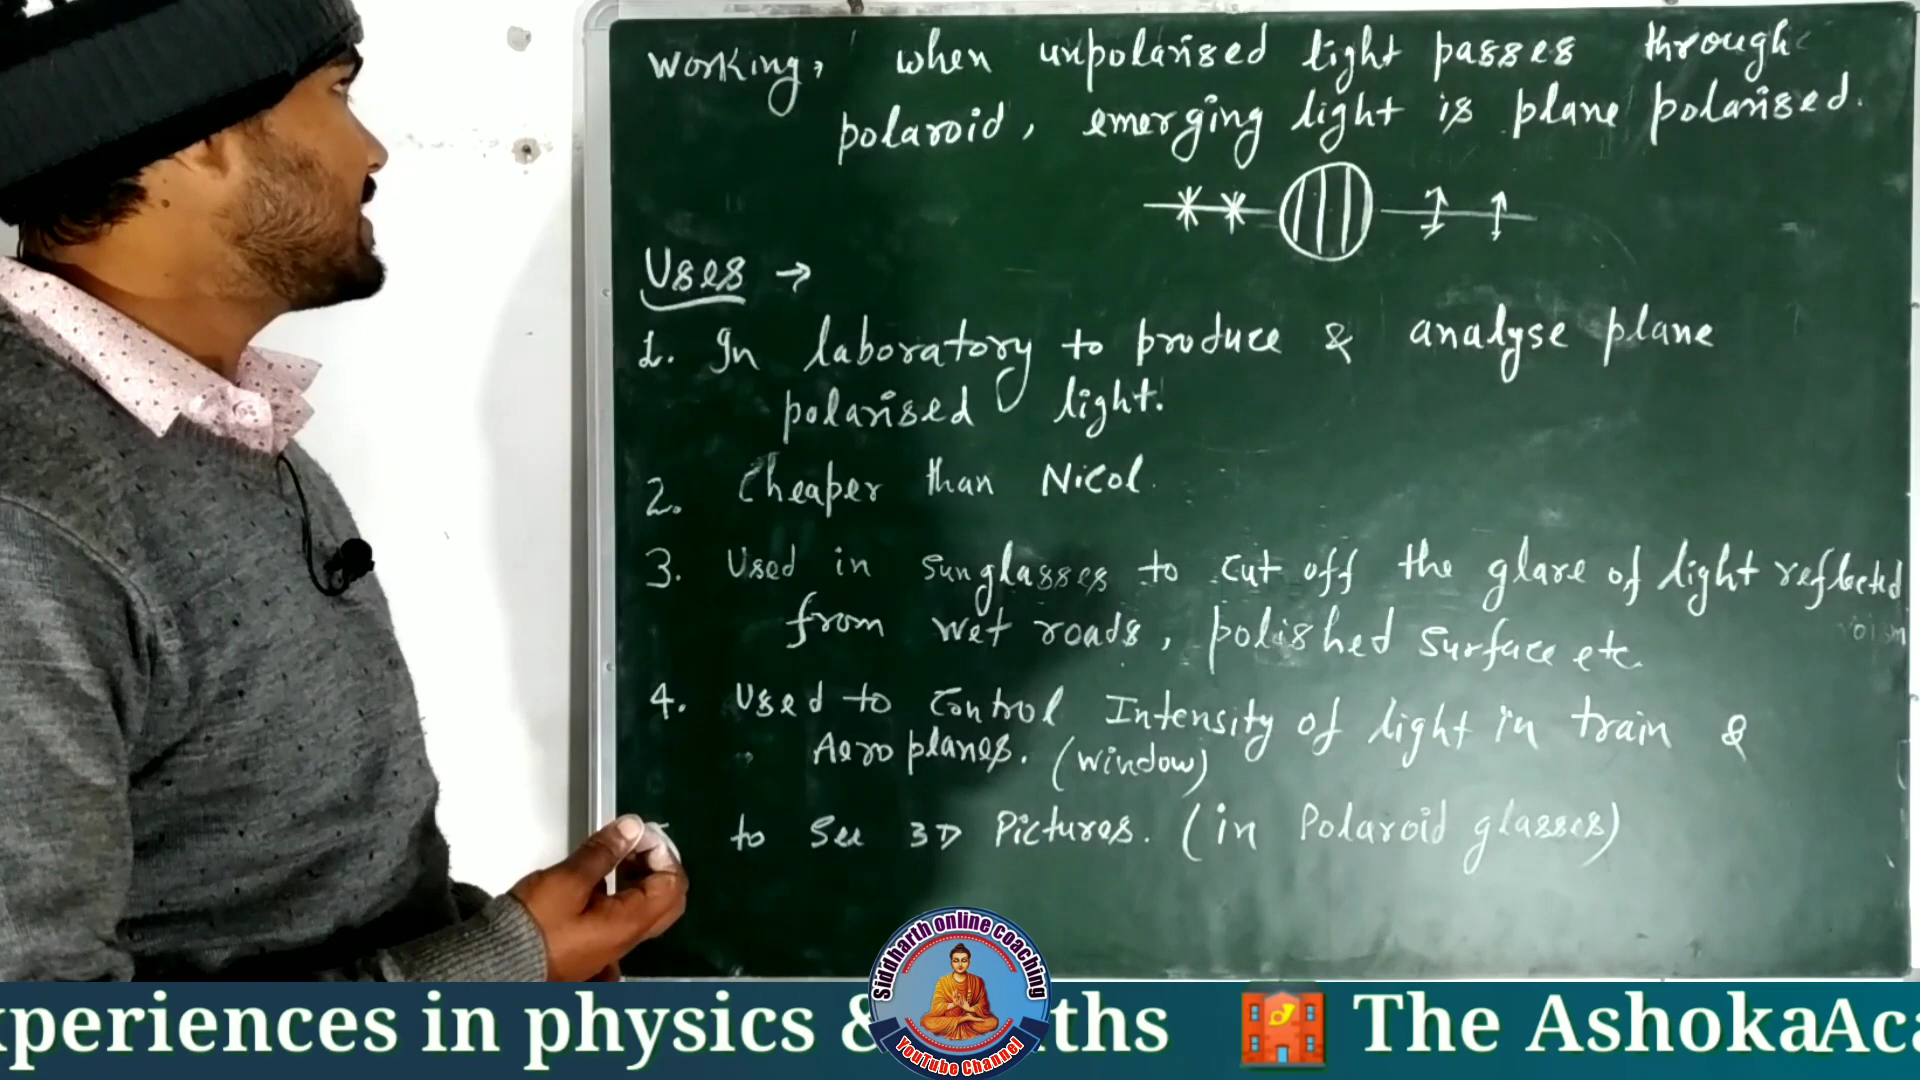 Working, when unpolarised light passes through
polaroid, emerging light is plane polarised.
Uses →
1. In laboratory to produce & analyse plane
polarised light.
2. Cheaper than Nicol.
3. Used in sunglasses to cut off the glare of light reflected
from wet roads, polished surface etc.
4. Used to control Intensity of light in train &
Aeroplanes. (window)
to see 3D Pictures. (in Polaroid glasses)
Siddharth online coaching
YouTube Channel
xperiences in physics & ths The AshokaAca